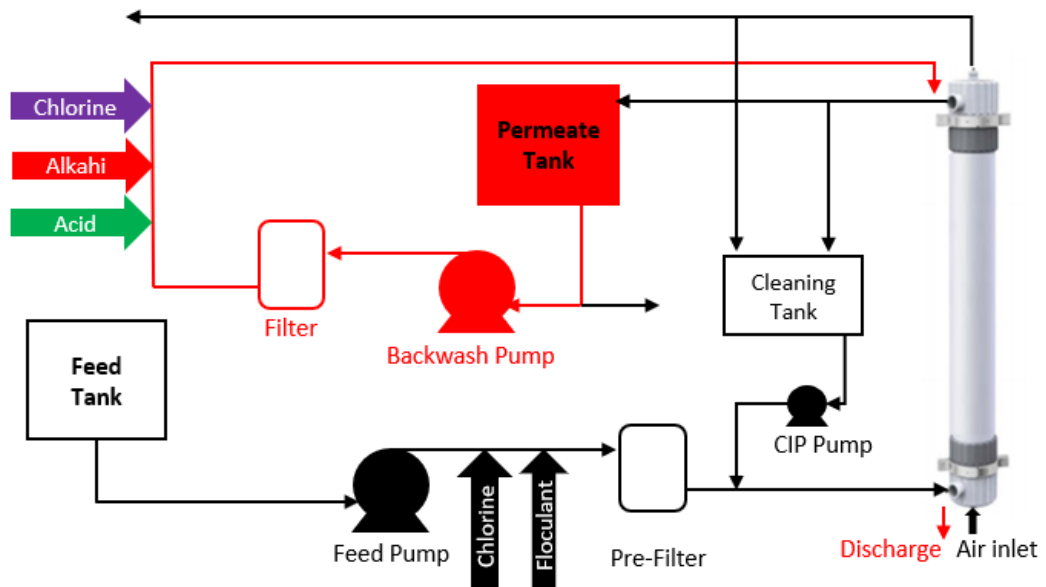 Chlorine
Alkahi
Acid
Permeate
Tank
Filter
Backwash Pump
Cleaning
Tank
Feed
Tank
CIP Pump
Feed Pump
Chlorine
Floculant
Pre-Filter
Discharge
Air inlet